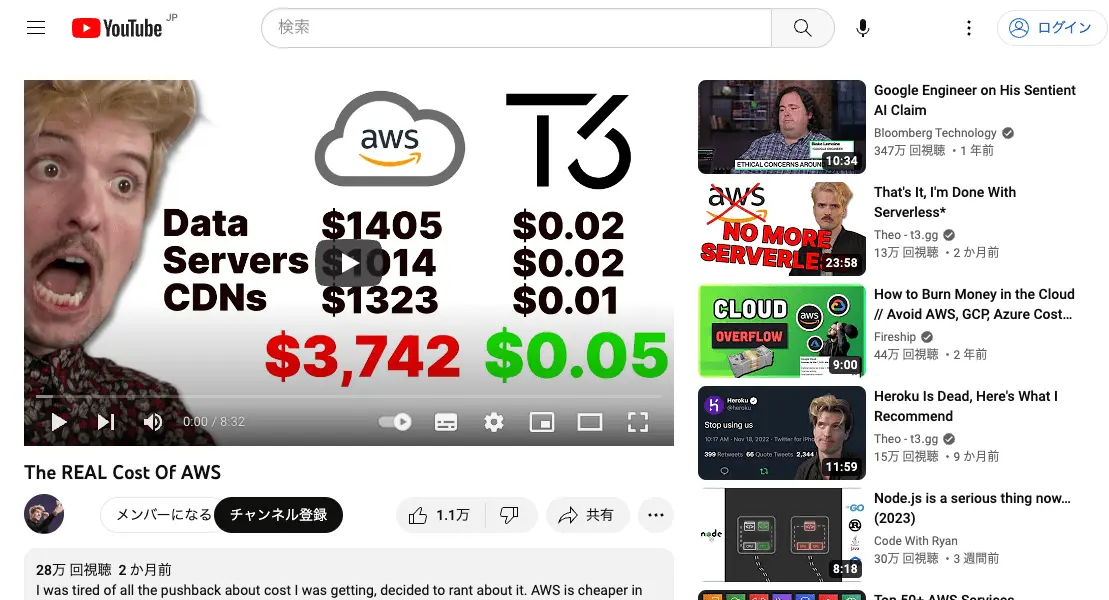 YouTube JP
検索
ログイン
aws
T3
Data $1405 $0.02
Servers $1014 $0.02
CDNs $1323 $0.01
$3,742 $0.05
0:00 / 8:32
The REAL Cost Of AWS
メンバーになる
チャンネル登録
1.1万
共有
28万 回視聴 2 か月前
I was tired of all the pushback about cost I was getting, decided to rant about it. AWS is cheaper in
Blake Lemoine
ETHICAL CONCERNS AROUN
10:34
Google Engineer on His Sentient
AI Claim
Bloomberg Technology
347万 回視聴 ・1 年前
aws
NO MORE
SERVERLESS
23:58
That's It, I'm Done With
Serverless*
Theo - t3.gg
13万 回視聴 ・2 か月前
CLOUD
OVERFLOW
aws
9:00
How to Burn Money in the Cloud
// Avoid AWS, GCP, Azure Cost…
Fireship
44万 回視聴 ・2 年前
Heroku
@heroku
Stop using us
10:17 AM · Nov 18, 2022 · Twitter for iPho
399 Retweets 66 Quote Tweets 2,344
11:59
Heroku Is Dead, Here's What I
Recommend
Theo - t3.gg
15万 回視聴 ・9 か月前
node
GO
Java
8:18
Node.js is a serious thing now…
(2023)
Code With Ryan
30万 回視聴 ・3 週間前
Top 50+ AWS Services